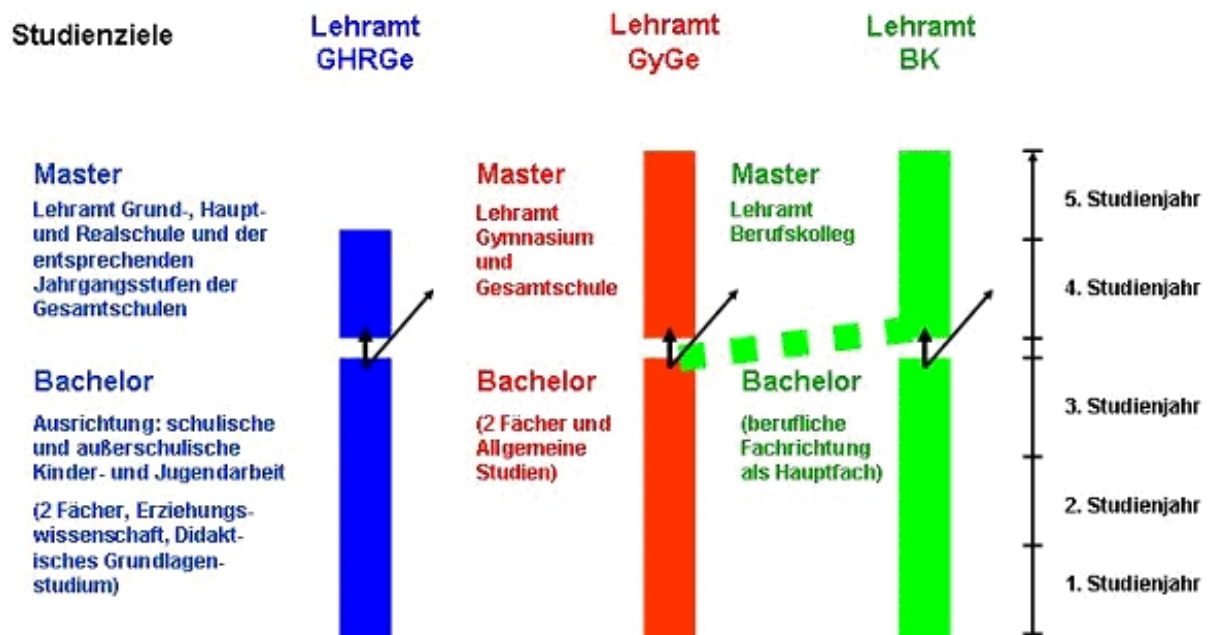 Studienziele
Lehramt
GHRGe
Lehramt
GyGe
Lehramt
BK
Master
Lehramt Grund-, Haupt-
und Realschule und der
entsprechenden
Jahrgangsstufen der
Gesamtschulen
Master
Lehramt
Gymnasium
und
Gesamtschule
Master
Lehramt
Berufskolleg
Bachelor
Ausrichtung: schulische
und außerschulische
Kinder- und Jugendarbeit
(2 Fächer, Erziehungs-
wissenschaft, Didakt-
isches Grundlagen-
studium)
Bachelor
(2 Fächer und
Allgemeine
Studien)
Bachelor
(berufliche
Fachrichtung
als Hauptfach)
5. Studienjahr
4. Studienjahr
3. Studienjahr
2. Studienjahr
1. Studienjahr